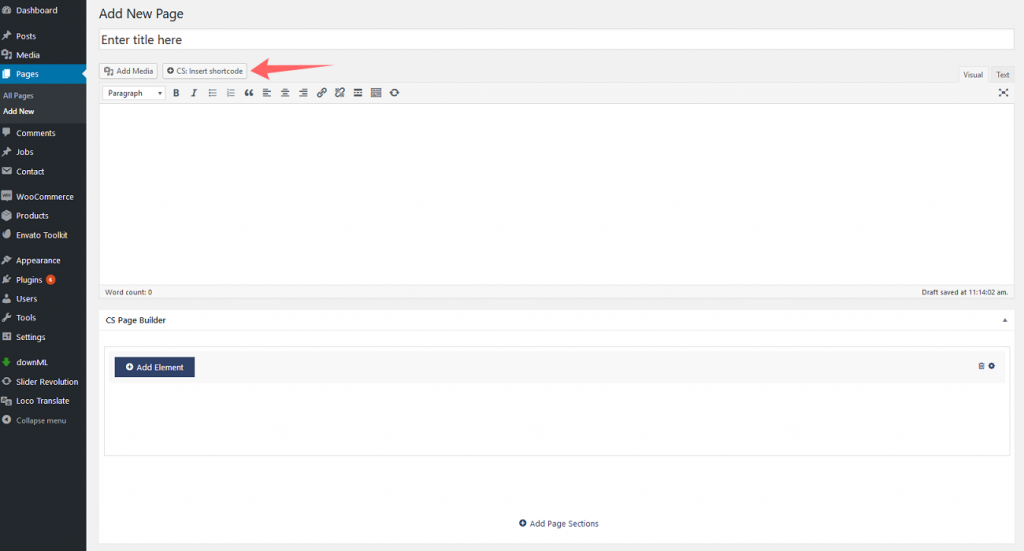 Dashboard
Posts
Media
Pages
All Pages
Add New
Comments
Jobs
Contact
WooCommerce
Products
Envato Toolkit
Appearance
Plugins 6
Users
Tools
Settings
downML
Slider Revolution
Loco Translate
Collapse menu
Add New Page
Enter title here
Add Media CS: Insert shortcode
Visual Text
Paragraph B I
Word count: 0 Draft saved at 11:14:02 am.
CS Page Builder
Add Element
Add Page Sections